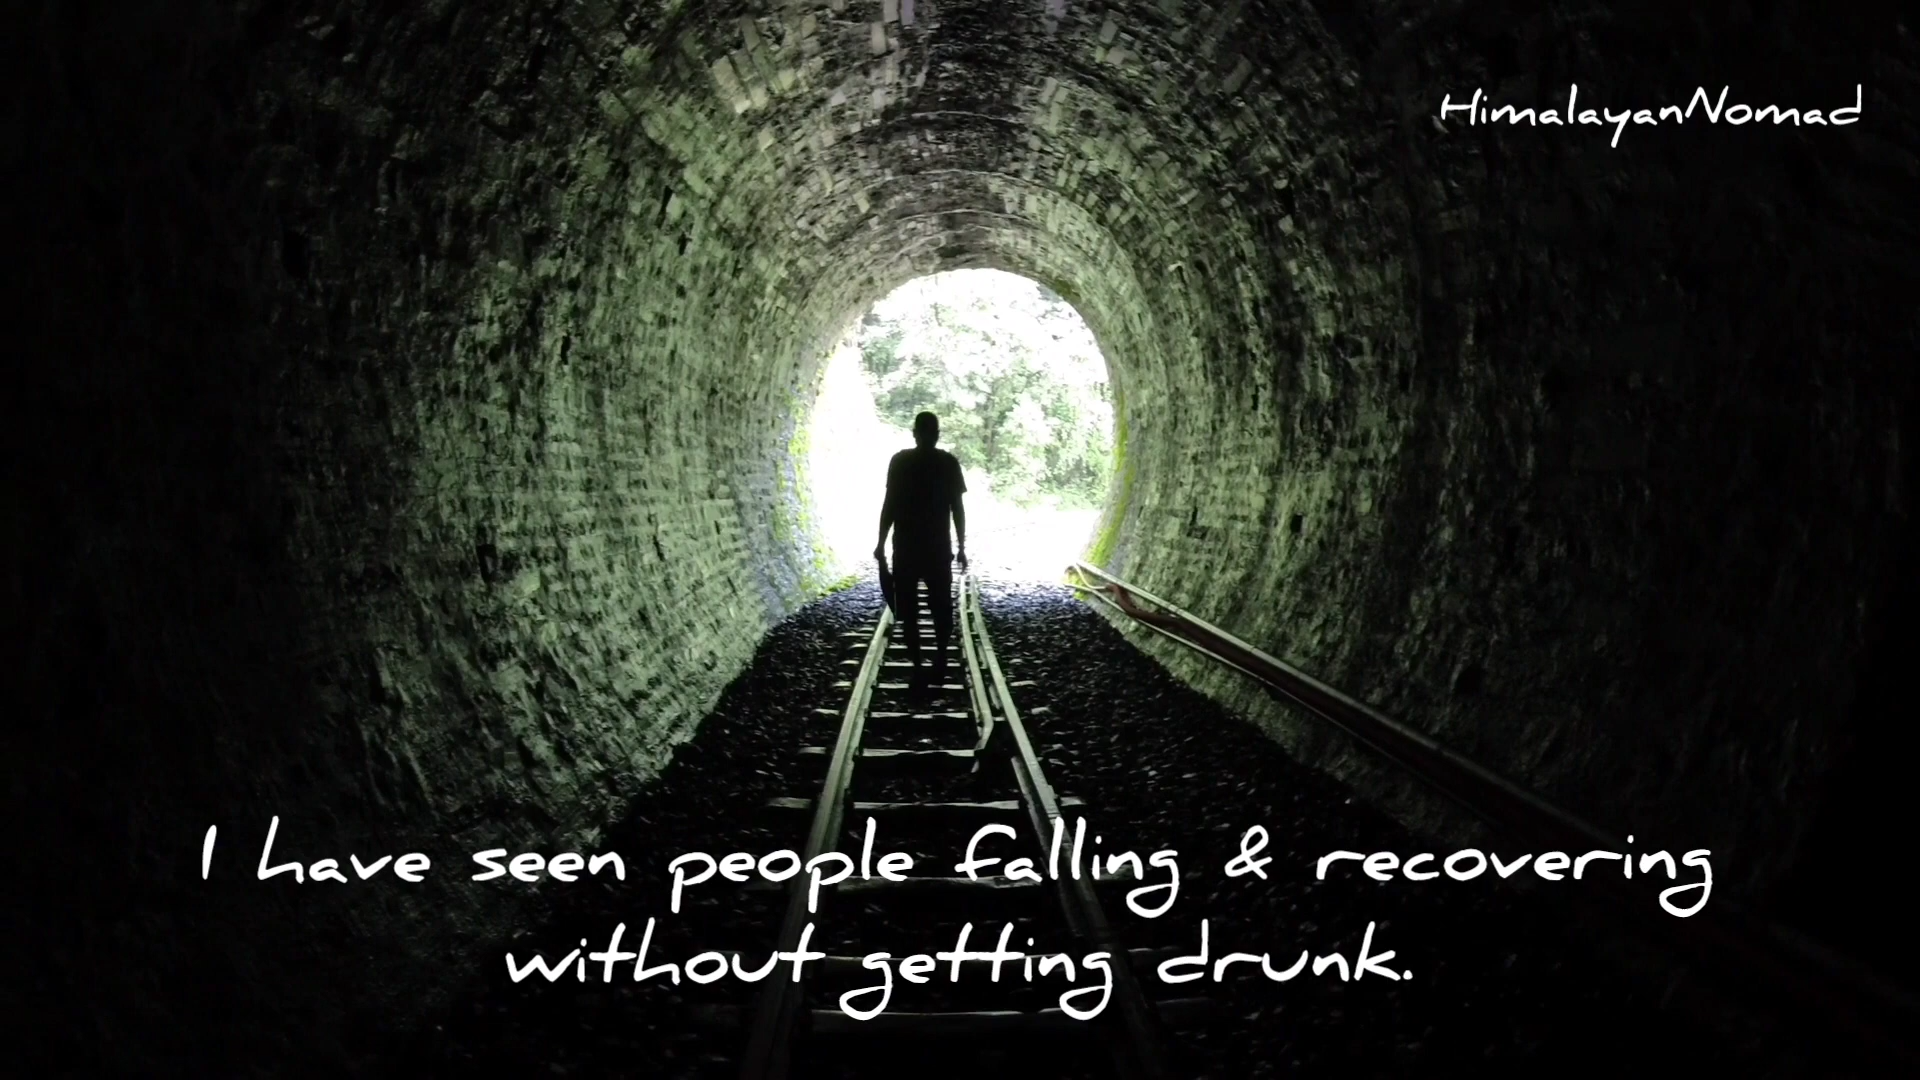 HimalayanNomad
I have seen people falling & recovering
without getting drunk.